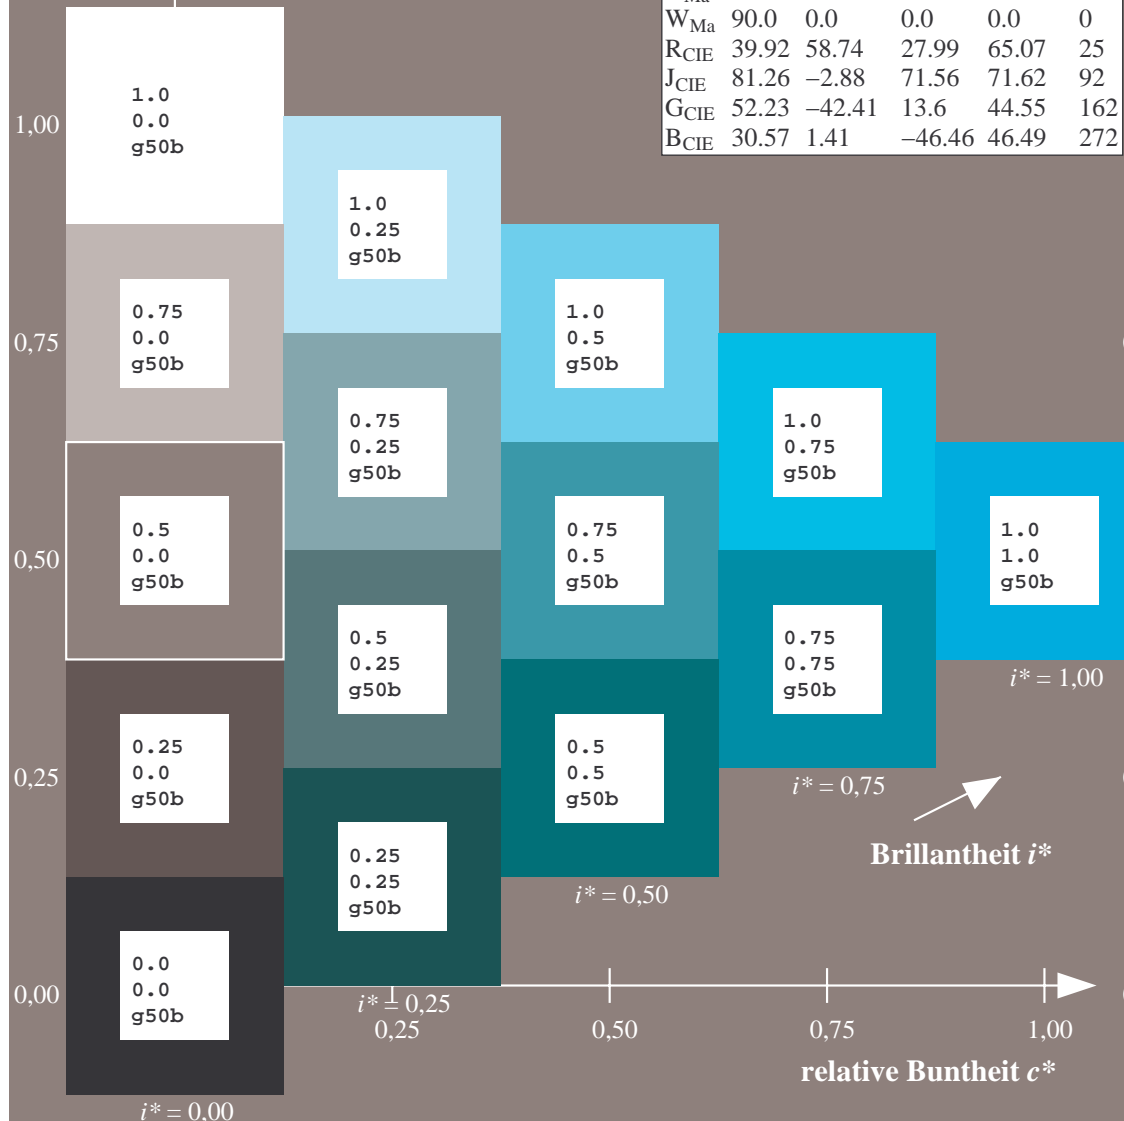 W_Ma 90.0 0.0 0.0 0.0 0
R_CIE 39.92 58.74 27.99 65.07 25
J_CIE 81.26 −2.88 71.56 71.62 92
G_CIE 52.23 −42.41 13.6 44.55 162
B_CIE 30.57 1.41 −46.46 46.49 272
1,00
1.0
0.0
g50b
1.0
0.25
g50b
0,75
0.75
0.0
g50b
1.0
0.5
g50b
0.75
0.25
g50b
1.0
0.75
g50b
0,50
0.5
0.0
g50b
0.75
0.5
g50b
1.0
1.0
g50b
0.5
0.25
g50b
0.75
0.75
g50b
i* = 1,00
0,25
0.25
0.0
g50b
0.5
0.5
g50b
i* = 0,75
Brillantheit i*
0.25
0.25
g50b
i* = 0,50
0,00
0.0
0.0
g50b
i* = 0,25
0,25 0,50 0,75 1,00
relative Buntheit c*
i* = 0,00